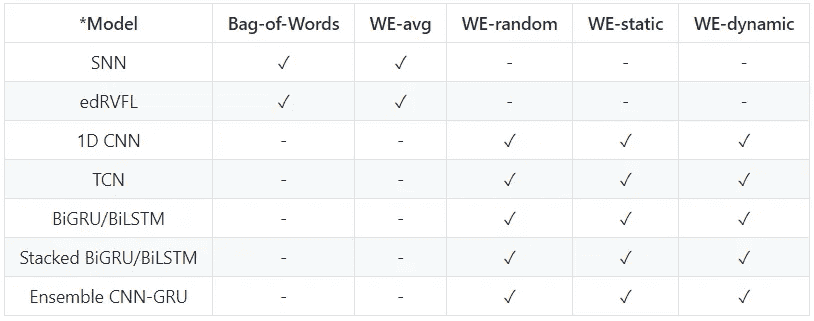 *Model Bag-of-Words WE-avg WE-random WE-static WE-dynamic
SNN ✓ ✓ - - -
edRVFL ✓ ✓ - - -
1D CNN - - ✓ ✓ ✓
TCN - - ✓ ✓ ✓
BiGRU/BiLSTM - - ✓ ✓ ✓
Stacked BiGRU/BiLSTM - - ✓ ✓ ✓
Ensemble CNN-GRU - - ✓ ✓ ✓